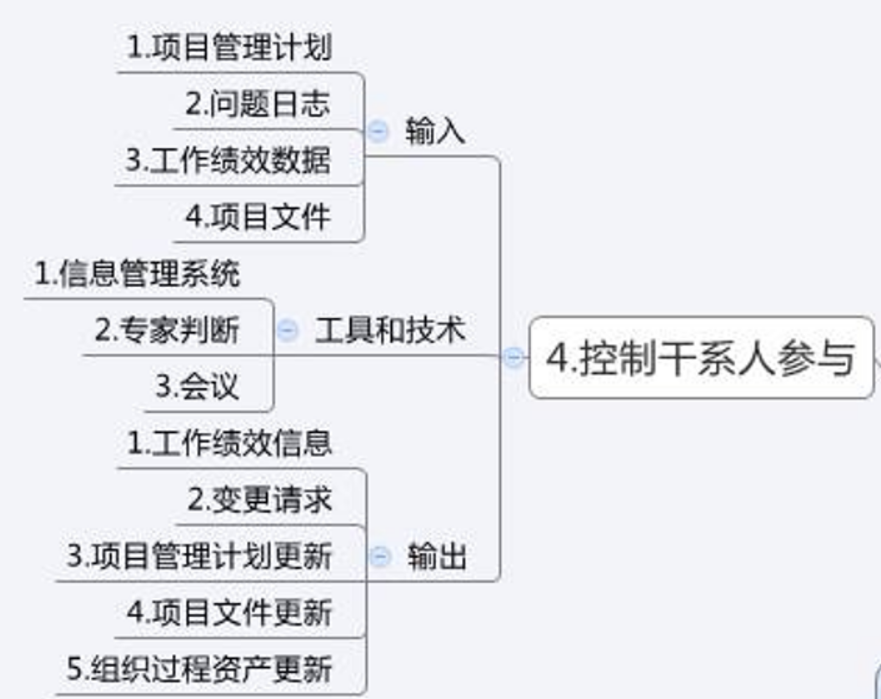 1.项目管理计划
2.问题日志
3.工作绩效数据
4.项目文件
输入
1.信息管理系统
2.专家判断
3.会议
工具和技术
4.控制干系人参与
1.工作绩效信息
2.变更请求
3.项目管理计划更新
4.项目文件更新
5.组织过程资产更新
输出